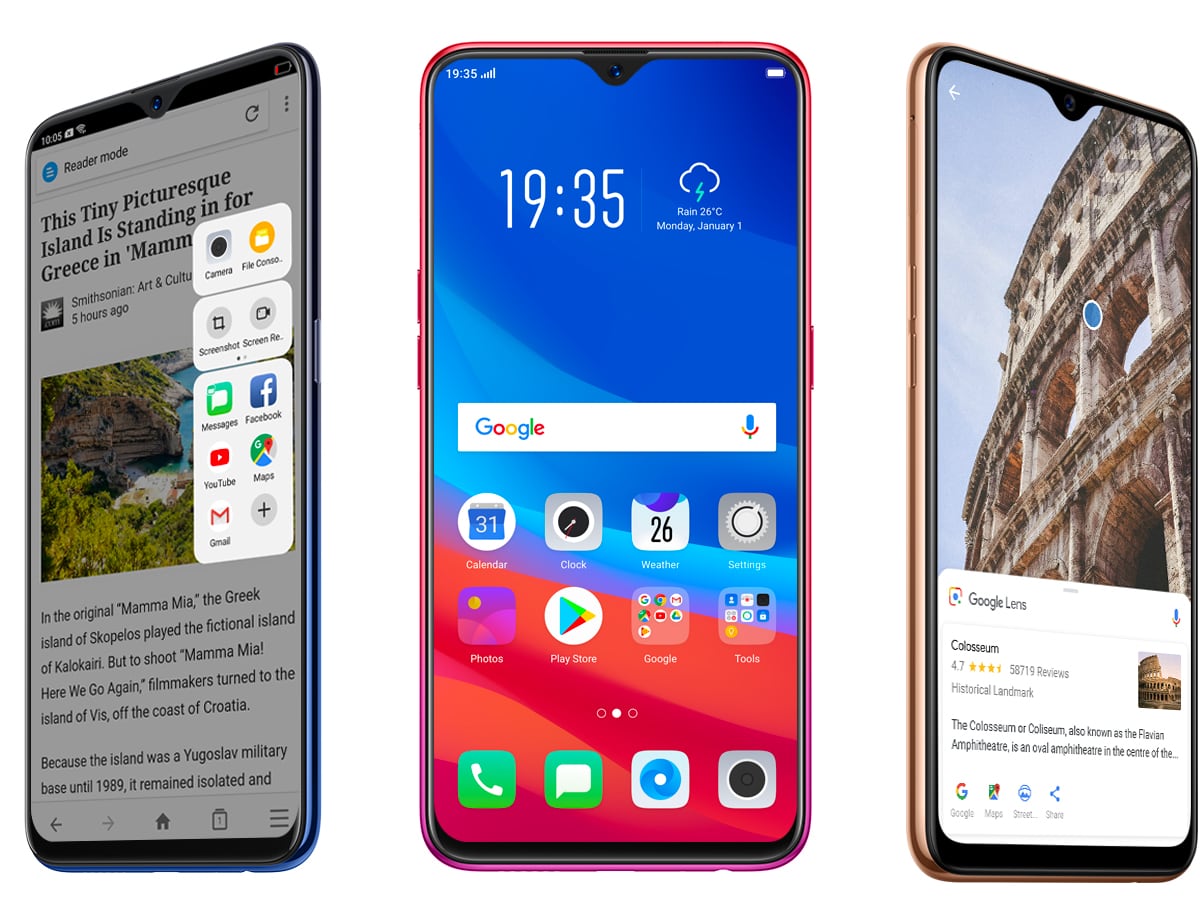 10:05
Reader mode
This Tiny Picturesque
Island Is Standing in for
Greece in 'Mamm
Smithsonian: Art & Cultu
5 hours ago
.com
Camera
File Conso..
Screenshot
Screen Re..
Messages
Facebook
YouTube
Maps
Gmail
In the original “Mamma Mia,” the Greek
island of Skopelos played the fictional island
of Kalokairi. But to shoot “Mamma Mia!
Here We Go Again,” filmmakers turned to the
island of Vis, off the coast of Croatia.
Because the island was a Yugoslav military
base until 1989, it remained isolated and
1
19:35
19:35
Rain 26°C
Monday, January 1
Google
31
26
Calendar
Clock
Weather
Settings
Photos
Play Store
Google
Tools
Google Lens
Colosseum
4.7
58719 Reviews
Historical Landmark
The Colosseum or Coliseum, also known as the Flavian
Amphitheatre, is an oval amphitheatre in the centre of the...
Google
Maps
Street...
Share